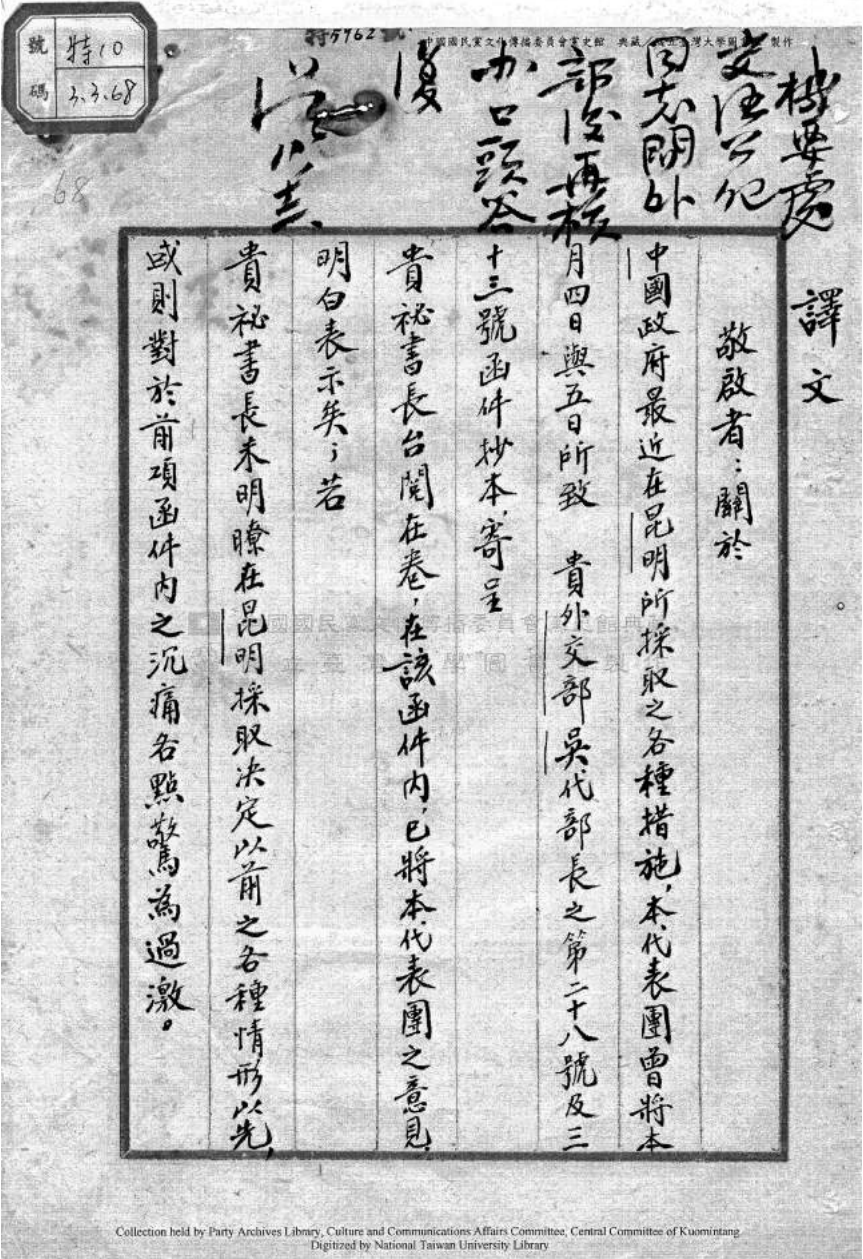 號碼
特10
3.3.68
特5962
中國國民黨文化傳播委員會黨史館 典藏/國立臺灣大學圖書館 製作
68
機要處
交汪公紀
同志閱外
部後再核
办口頭答
復
譯文
敬啟者：關於
中國政府最近在昆明所採取之各種措施，本代表團曾將本
月四日與五日所致 貴外交部吳代部長之第二十八號及三
十三號函件抄本，寄呈
貴祕書長台閱在卷，在該函件內，已將本代表團之意見，
明白表示矣；若
貴祕書長未明瞭在昆明採取決定以前之各種情形以先，
或則對於前項函件內之沉痛各點驚為過激。
Collection held by Party Archives Library, Culture and Communications Affairs Committee, Central Committee of Kuomintang
Digitized by National Taiwan University Library